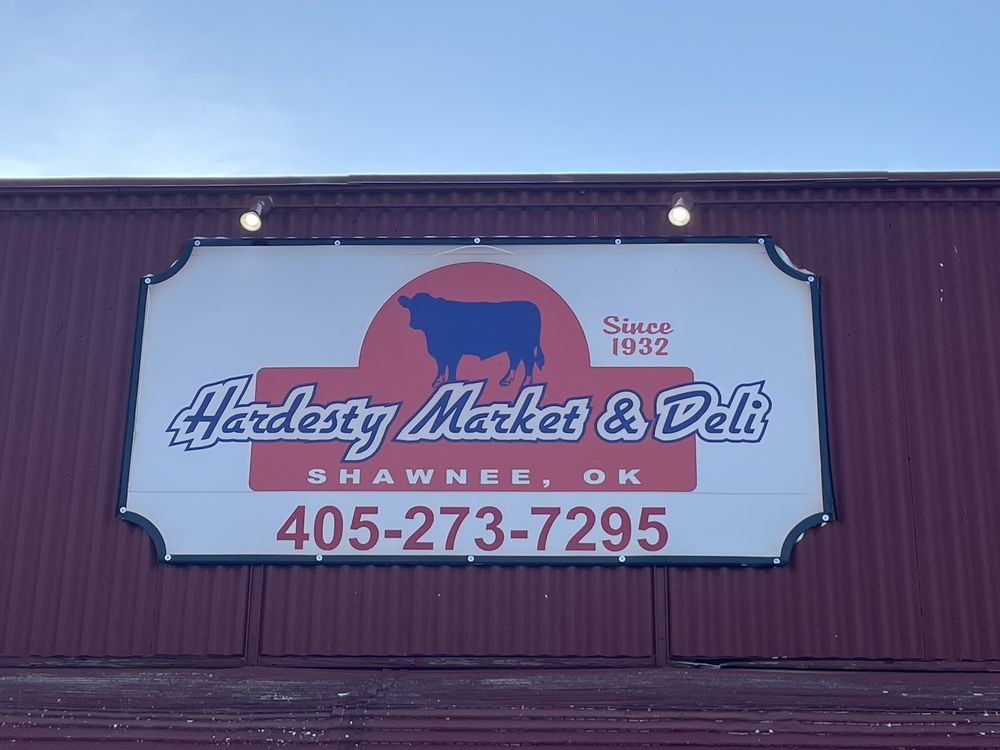 Since
1932
Hardesty Market & Deli
SHAWNEE, OK
405-273-7295